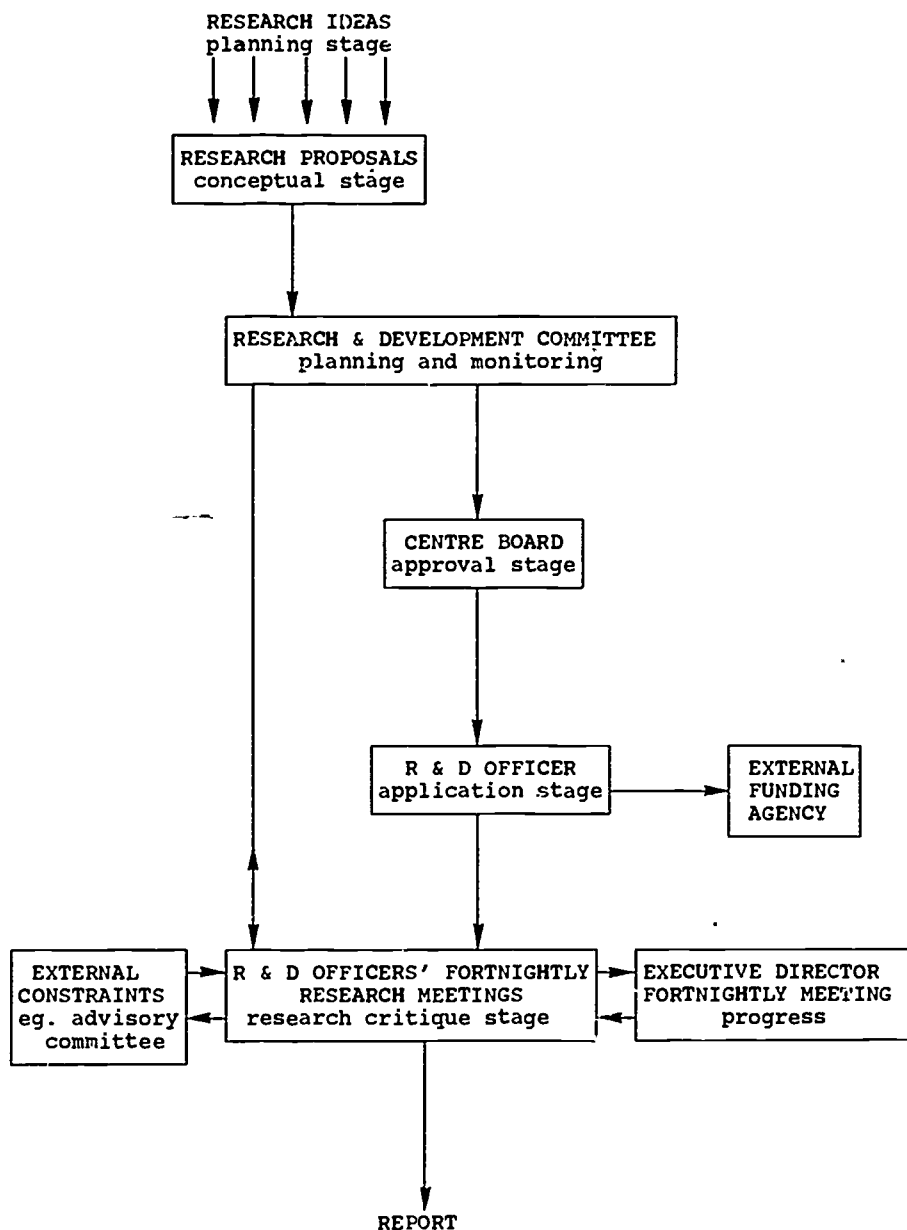 RESEARCH IDEAS
planning stage
RESEARCH PROPOSALS
conceptual stage
RESEARCH & DEVELOPMENT COMMITTEE
planning and monitoring
CENTRE BOARD
approval stage
R & D OFFICER
application stage
EXTERNAL
FUNDING
AGENCY
EXTERNAL
CONSTRAINTS
eg. advisory
committee
R & D OFFICERS' FORTNIGHTLY
RESEARCH MEETINGS
research critique stage
EXECUTIVE DIRECTOR
FORTNIGHTLY MEETING
progress
REPORT